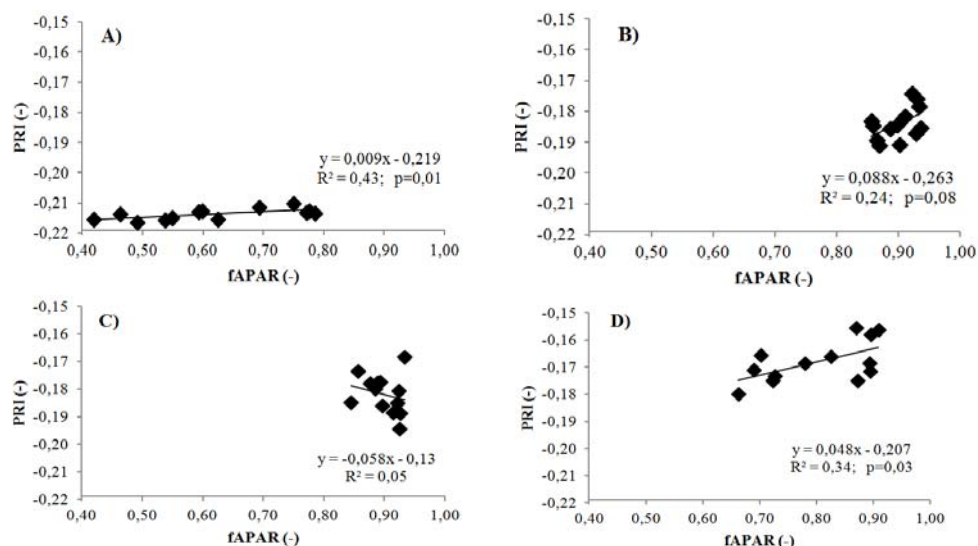 A)
-0,15
-0,16
-0,17
-0,18
-0,19
-0,20
-0,21
-0,22
PRI (-)
y = 0,009x - 0,219
R² = 0,43; p=0,01
0,40 0,50 0,60 0,70 0,80 0,90 1,00
fAPAR (-)
B)
-0,15
-0,16
-0,17
-0,18
-0,19
-0,20
-0,21
-0,22
PRI (-)
y = 0,088x - 0,263
R² = 0,24; p=0,08
0,40 0,50 0,60 0,70 0,80 0,90 1,00
fAPAR (-)
C)
-0,15
-0,16
-0,17
-0,18
-0,19
-0,20
-0,21
-0,22
PRI (-)
y = -0,058x - 0,13
R² = 0,05
0,40 0,50 0,60 0,70 0,80 0,90 1,00
fAPAR (-)
D)
-0,15
-0,16
-0,17
-0,18
-0,19
-0,20
-0,21
-0,22
PRI (-)
y = 0,048x - 0,207
R² = 0,34; p=0,03
0,40 0,50 0,60 0,70 0,80 0,90 1,00
fAPAR (-)